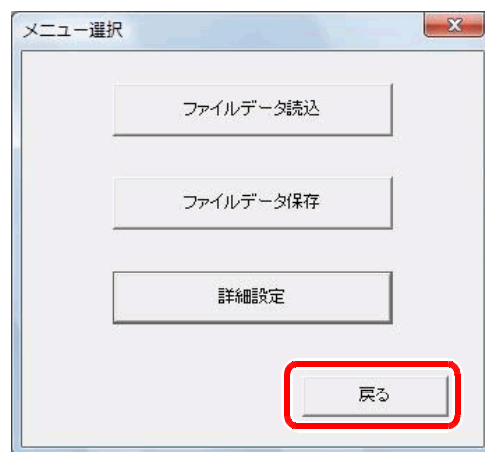 メニュー選択
ファイルデータ読込
ファイルデータ保存
詳細設定
戻る